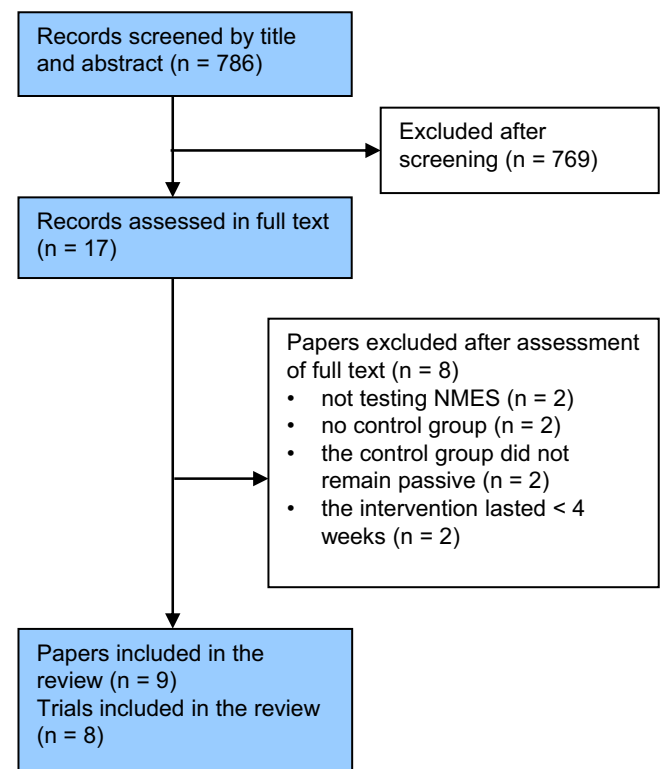 Records screened by title
and abstract (n = 786)
Excluded after
screening (n = 769)
Records assessed in full text
(n = 17)
Papers excluded after assessment
of full text (n = 8)
• not testing NMES (n = 2)
• no control group (n = 2)
• the control group did not
remain passive (n = 2)
• the intervention lasted < 4
weeks (n = 2)
Papers included in the
review (n = 9)
Trials included in the review
(n = 8)